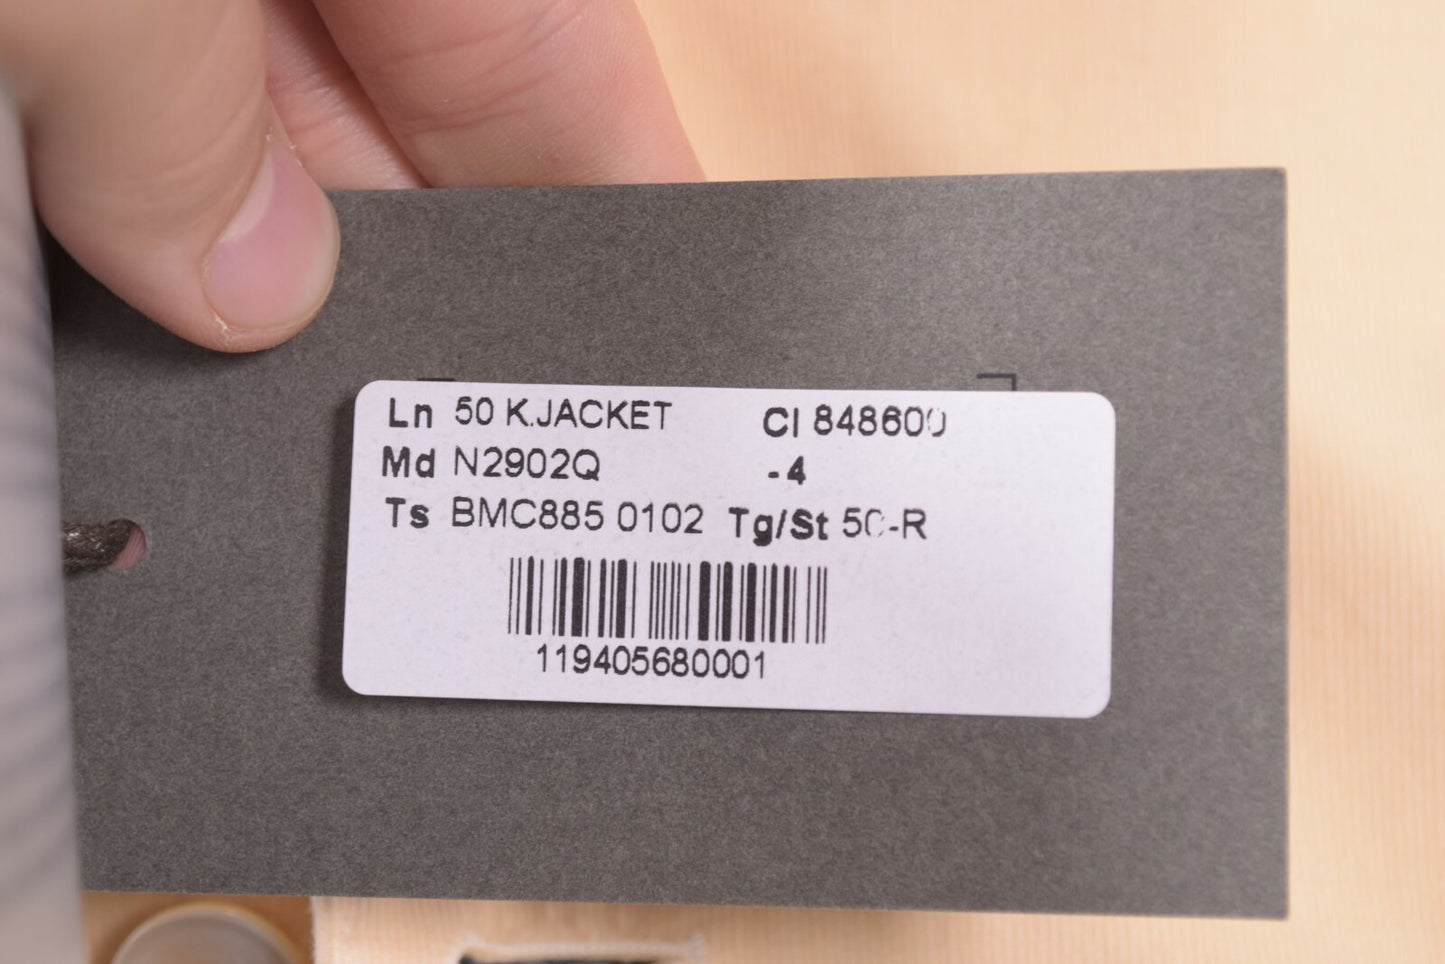 Ln 50 K.JACKET Cl 848600
Md N2902Q -4
Ts BMC885 0102 Tg/St 50-R
119405680001